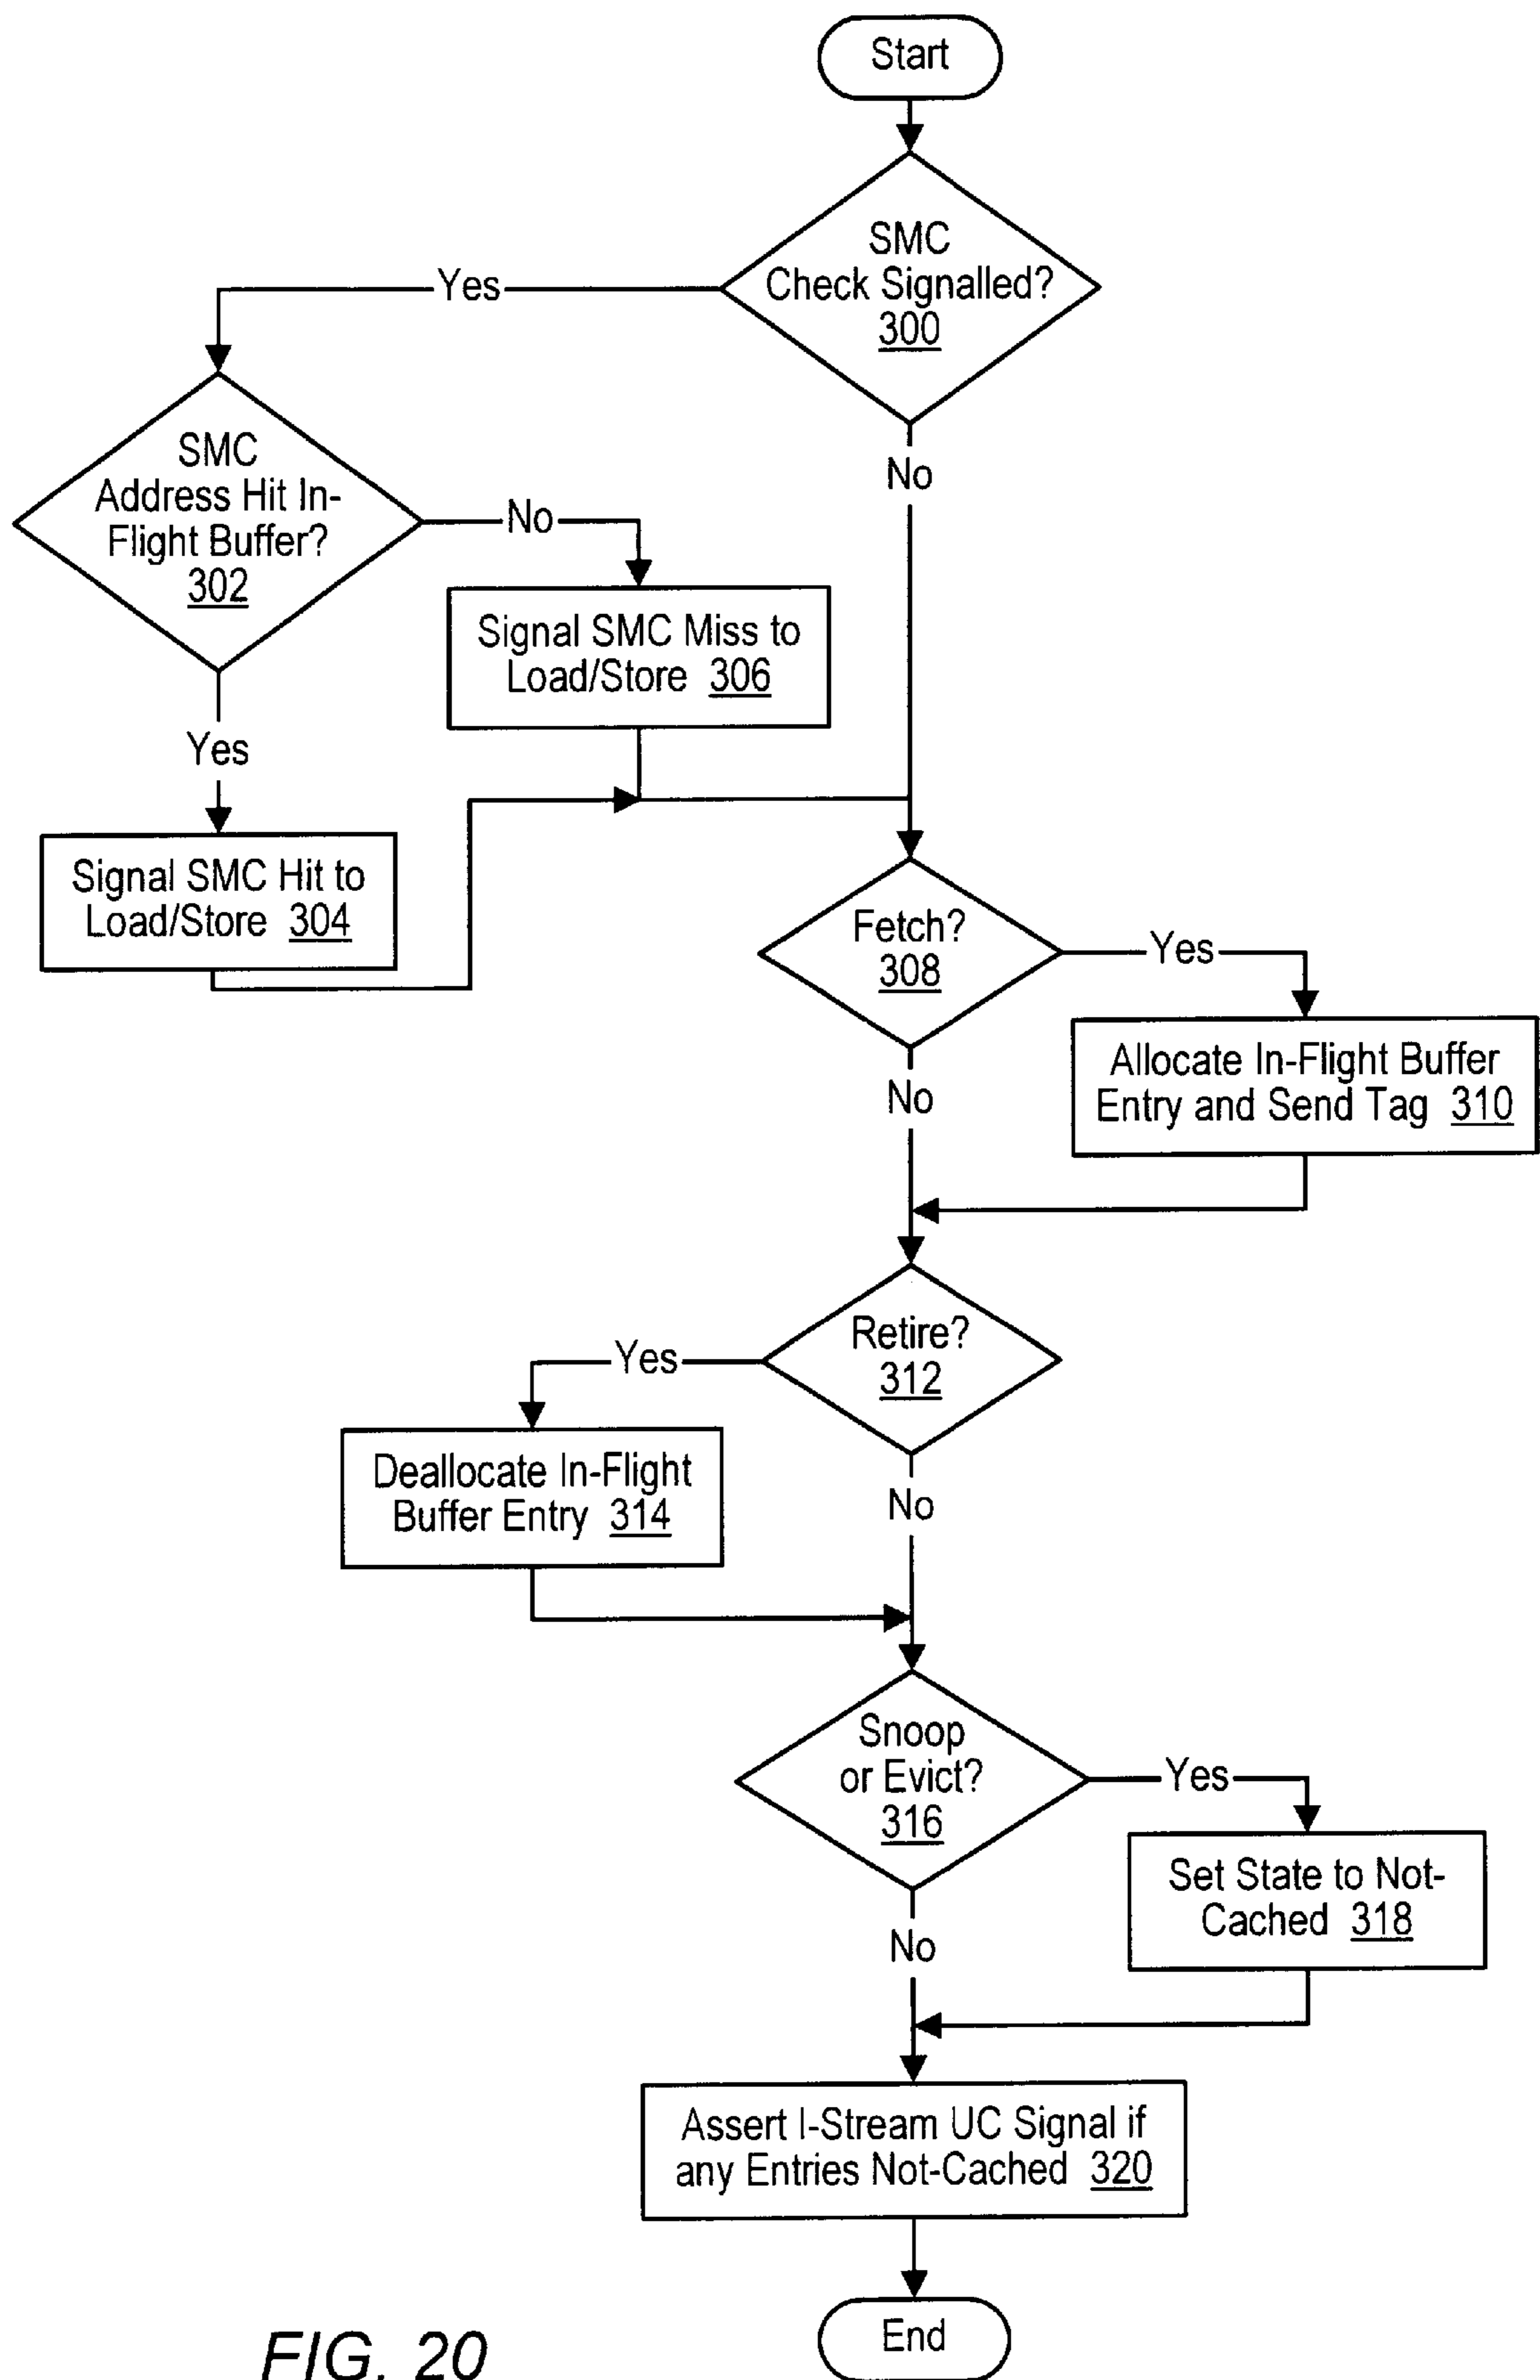 Start
SMC
Check Signalled?
300
Yes
No
SMC
Address Hit In-
Flight Buffer?
302
No
Signal SMC Miss to
Load/Store 306
Yes
Signal SMC Hit to
Load/Store 304
Fetch?
308
Yes
Allocate In-Flight Buffer
Entry and Send Tag 310
No
Retire?
312
Yes
Deallocate In-Flight
Buffer Entry 314
No
Snoop
or Evict?
316
Yes
Set State to Not-
Cached 318
No
Assert I-Stream UC Signal if
any Entries Not-Cached 320
End
FIG. 20